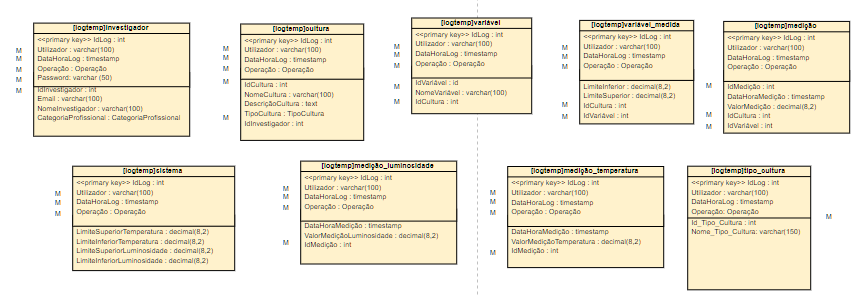 [logtemp]investigador
<<primary key>> IdLog : int
M Utilizador : varchar(100)
M DataHoraLog : timestamp
M Operação : Operação
M Password: varchar (50)
M IdInvestigador : int
Email : varchar(100)
NomeInvestigador : varchar(100)
CategoriaProfissional : CategoriaProfissional
[logtemp]cultura
<<primary key>> IdLog : int
M Utilizador : varchar(100)
M DataHoraLog : timestamp
M Operação : Operação
M IdCultura : int
NomeCultura : varchar(100)
DescriçãoCultura : text
M TipoCultura : TipoCultura
IdInvestigador : int
[logtemp]variável
<<primary key>> IdLog : int
M Utilizador : varchar(100)
M DataHoraLog : timestamp
M Operação : Operação
M IdVariável : id
NomeVariável : varchar(100)
M IdCultura : int
[logtemp]variável_medida
<<primary key>> IdLog : int
M Utilizador : varchar(100)
M DataHoraLog : timestamp
M Operação : Operação
LimiteInferior : decimal(8,2)
LimiteSuperior : decimal(8,2)
M IdCultura : int
M IdVariável : int
[logtemp]medição
<<primary key>> IdLog : int
Utilizador : varchar(100)
DataHoraLog : timestamp
Operação : Operação
M IdMedição : int
DataHoraMedição : timestamp
ValorMedição : decimal(8,2)
M IdCultura : int
M IdVariável : int
[logtemp]sistema
<<primary key>> IdLog : int
M Utilizador : varchar(100)
M DataHoraLog : timestamp
M Operação : Operação
LimiteSuperiorTemperatura : decimal(8,2)
LimiteInferiorTemperatura : decimal(8,2)
LimiteSuperiorLuminosidade : decimal(8,2)
LimiteInferiorLuminosidade : decimal(8,2)
[logtemp]medição_luminosidade
<<primary key>> IdLog : int
M Utilizador : varchar(100)
M DataHoraLog : timestamp
M Operação : Operação
DataHoraMedição : timestamp
ValorMediçãoLuminosidade : decimal(8,2)
M IdMedição : int
[logtemp]medição_temperatura
<<primary key>> IdLog : int
M Utilizador : varchar(100)
M DataHoraLog : timestamp
M Operação : Operação
DataHoraMedição : timestamp
ValorMediçãoTemperatura : decimal(8,2)
M IdMedição : int
[logtemp]tipo_cultura
<<primary key>> IdLog : int
Utilizador : varchar(100)
DataHoraLog : timestamp
Operação: Operação
M
Id_Tipo_Cultura : int
Nome_Tipo_Cultura: varchar(150)